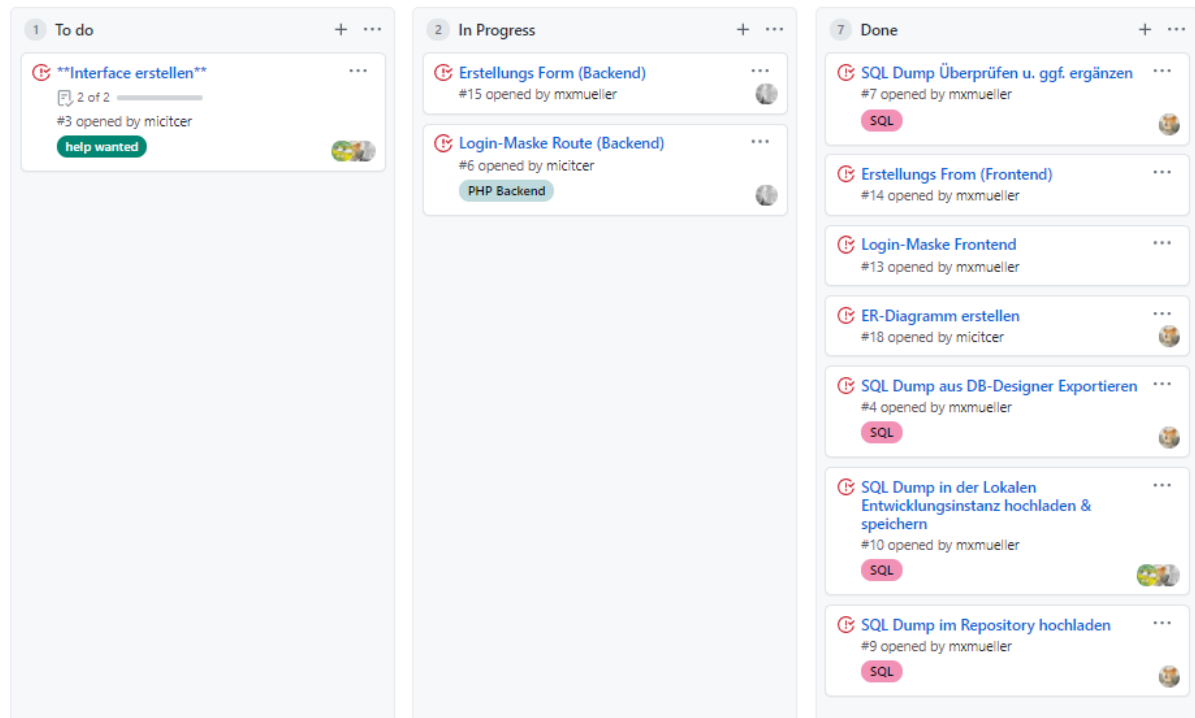 1 To do
**Interface erstellen**
2 of 2
#3 opened by micitcer
help wanted
2 In Progress
Erstellungs Form (Backend)
#15 opened by mxmueller
Login-Maske Route (Backend)
#6 opened by micitcer
PHP Backend
7 Done
SQL Dump Überprüfen u. ggf. ergänzen
#7 opened by mxmueller
SQL
Erstellungs From (Frontend)
#14 opened by mxmueller
Login-Maske Frontend
#13 opened by mxmueller
ER-Diagramm erstellen
#18 opened by micitcer
SQL Dump aus DB-Designer Exportieren
#4 opened by mxmueller
SQL
SQL Dump in der Lokalen
Entwicklungsinstanz hochladen &
speichern
#10 opened by mxmueller
SQL
SQL Dump im Repository hochladen
#9 opened by mxmueller
SQL